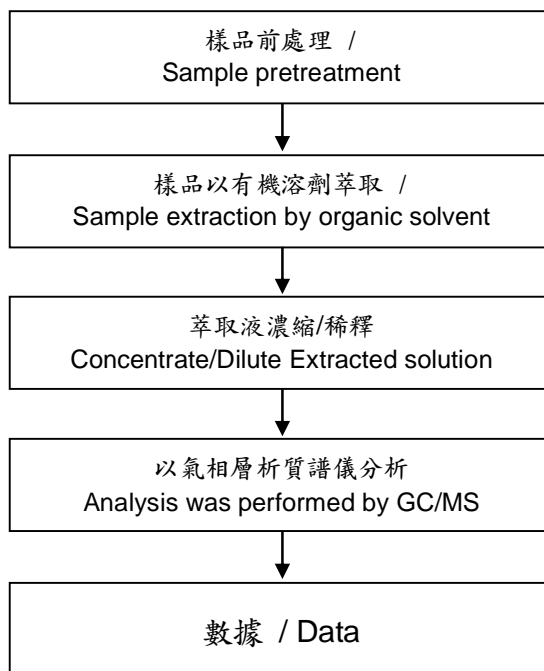 樣品前處理 /
Sample pretreatment
樣品以有機溶劑萃取 /
Sample extraction by organic solvent
萃取液濃縮/稀釋
Concentrate/Dilute Extracted solution
以氣相層析質譜儀分析
Analysis was performed by GC/MS
數據 / Data